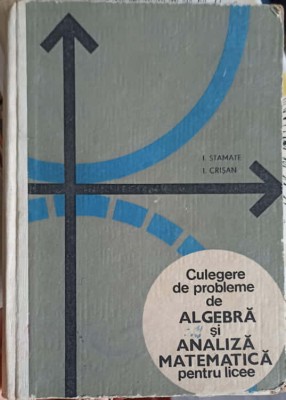 I. STAMATE
I. CRIȘAN
Culegere
de probleme
de
ALGEBRĂ
și
ANALIZĂ
MATEMATICĂ
pentru licee